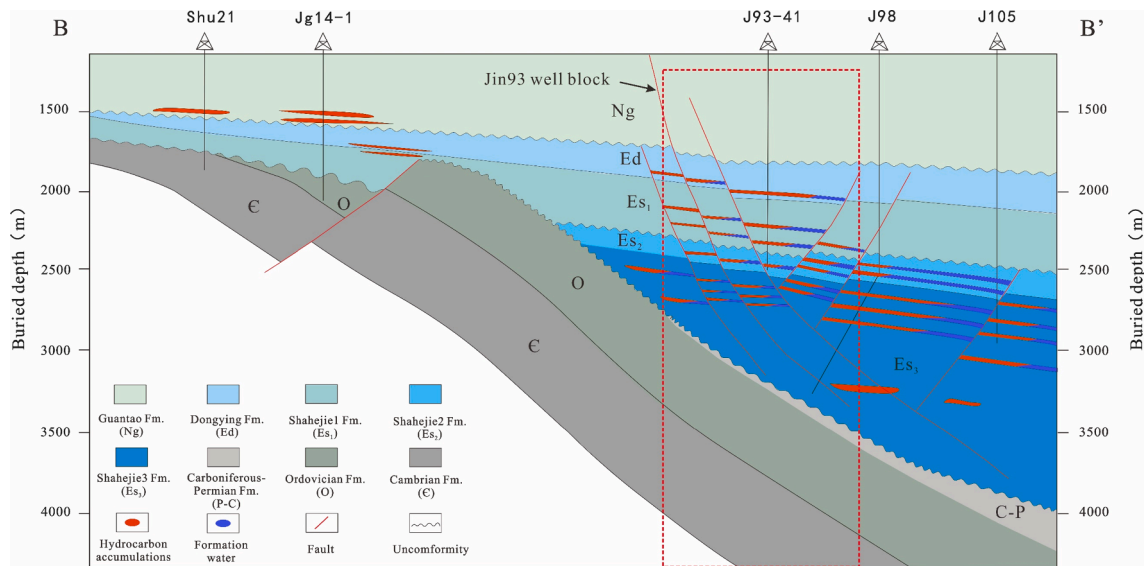 B
Shu21
Jg14-1
J93-41
J98
J105
B'
Jin93 well block
1500
2000
2500
3000
3500
4000
Buried depth (m)
1500
2000
2500
3000
3500
4000
Buried depth (m)
Ng
Ed
Es₁
Es₂
Es₃
Є
O
Є
O
C-P
Guantao Fm.
(Ng)
Dongying Fm.
(Ed)
Shahejie1 Fm.
(Es₁)
Shahejie2 Fm.
(Es₂)
Shahejie3 Fm.
(Es₃)
Carboniferous-
Permian Fm.
(P-C)
Ordovician Fm.
(O)
Cambrian Fm.
(Є)
Hydrocarbon
accumulations
Formation
water
Fault
Uncomformity